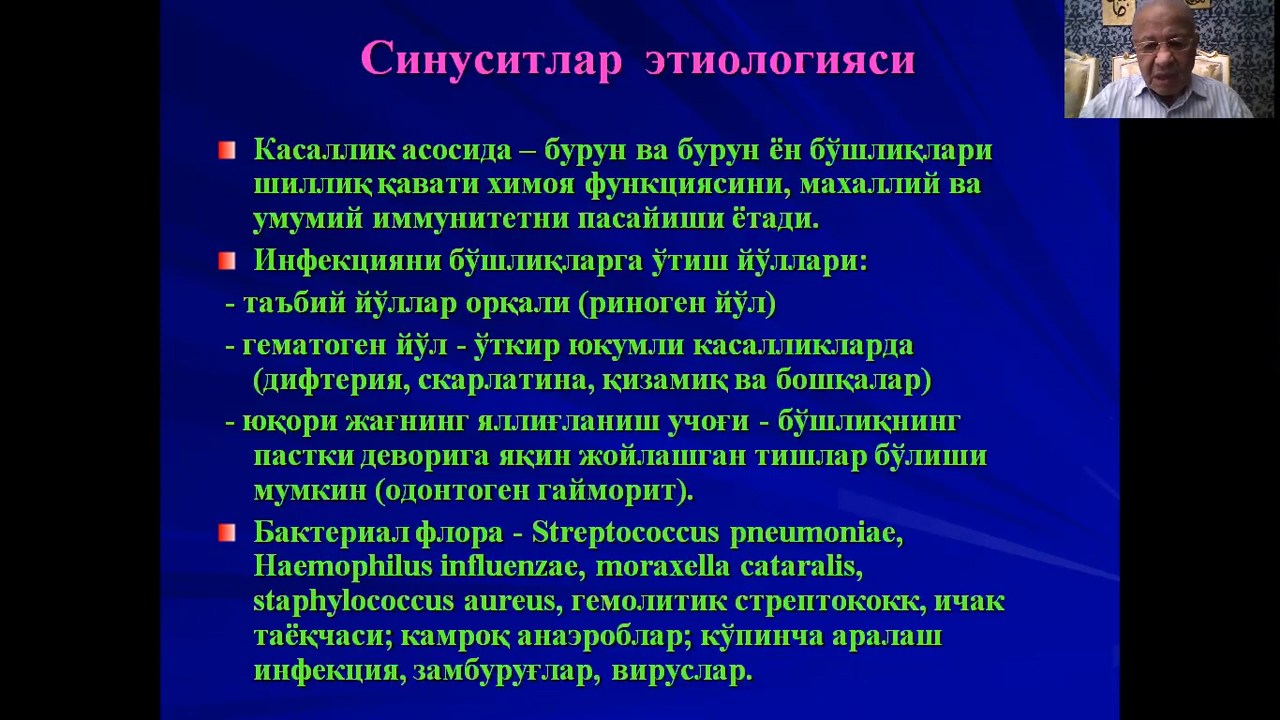 Синуситлар этиологияси
Касаллик асосида – бурун ва бурун ён бўшлиқлари
шиллиқ қавати химоя функциясини, махаллий ва
умумий иммунитетни пасайиши ётади.
Инфекцияни бўшлиқларга ўтиш йўллари:
- таъбий йўллар орқали (риноген йўл)
- гематоген йўл - ўткир юкумли касалликларда
(дифтерия, скарлатина, қизамиқ ва бошқалар)
- юқори жағнинг яллиғланиш учоғи - бўшлиқнинг
пастки деворига яқин жойлашган тишлар бўлиши
мумкин (одонтоген гайморит).
Бактериал флора - Streptococcus pneumoniae,
Haemophilus influenzae, moraxella cataralis,
staphylococcus aureus, гемолитик стрептококк, ичак
таёқчаси; камроқ анаэроблар; кўпинча аралаш
инфекция, замбуруғлар, вируслар.